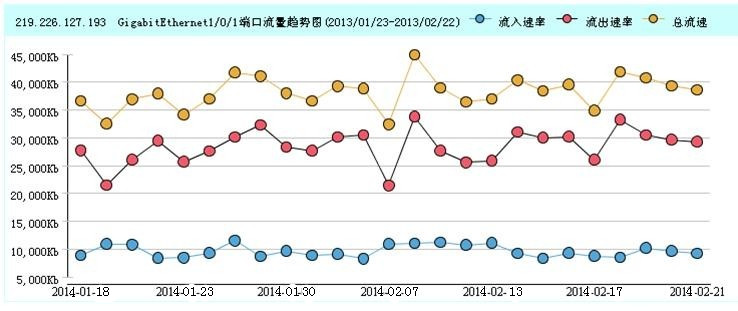 219.226.127.193 GigabitEthernet1/0/1端口流量趋势图(2013/01/23-2013/02/22) 流入速率 流出速率 总流速
45,000Kb
40,000Kb
35,000Kb
30,000Kb
25,000Kb
20,000Kb
15,000Kb
10,000Kb
5,000Kb
2014-01-18 2014-01-23 2014-01-30 2014-02-07 2014-02-13 2014-02-17 2014-02-21